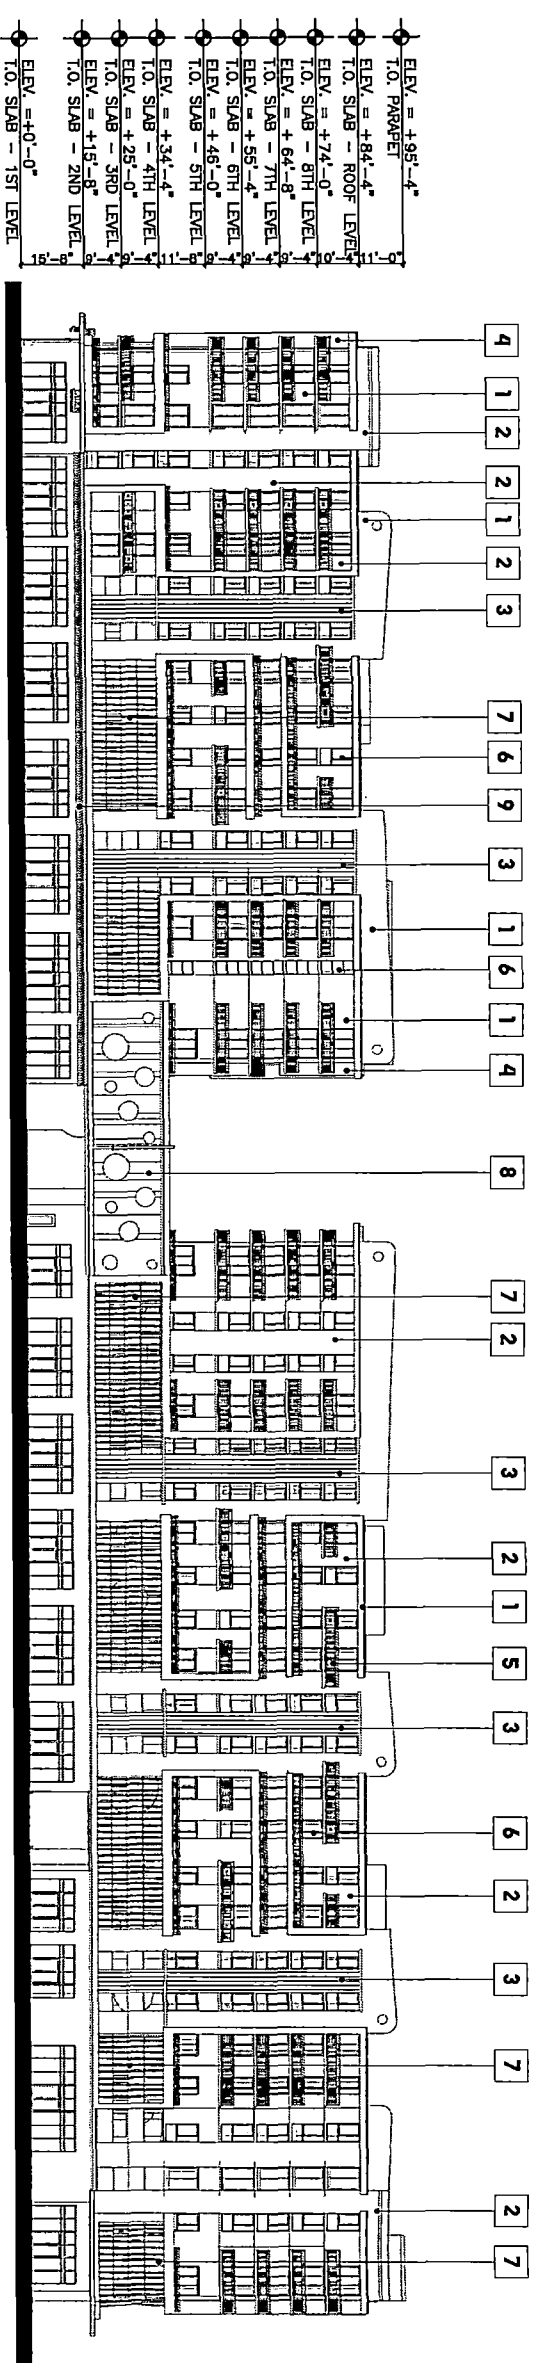 4 1 2 2 1 2 3 7 6 9 3 1 6 1 4 8 7 2 3 2 1 5 3 6 2 3 7 2 7
ELEV. = +95'-4"
T.O. PARAPET
11'-0"
ELEV. = +84'-4"
T.O. SLAB - ROOF LEVEL
10'-4"
ELEV. = +74'-0"
T.O. SLAB - 8TH LEVEL
9'-4"
ELEV. = + 64'-8"
T.O. SLAB - 7TH LEVEL
9'-4"
ELEV. = + 55'-4"
T.O. SLAB - 6TH LEVEL
9'-4"
ELEV. = + 46'-0"
T.O. SLAB - 5TH LEVEL
11'-8"
ELEV. = +34'-4"
T.O. SLAB - 4TH LEVEL
9'-4"
ELEV. = + 25'-0"
T.O. SLAB - 3RD LEVEL
9'-4"
ELEV. = +15'-8"
T.O. SLAB - 2ND LEVEL
15'-8"
ELEV. =+0'-0"
T.O. SLAB - 1ST LEVEL